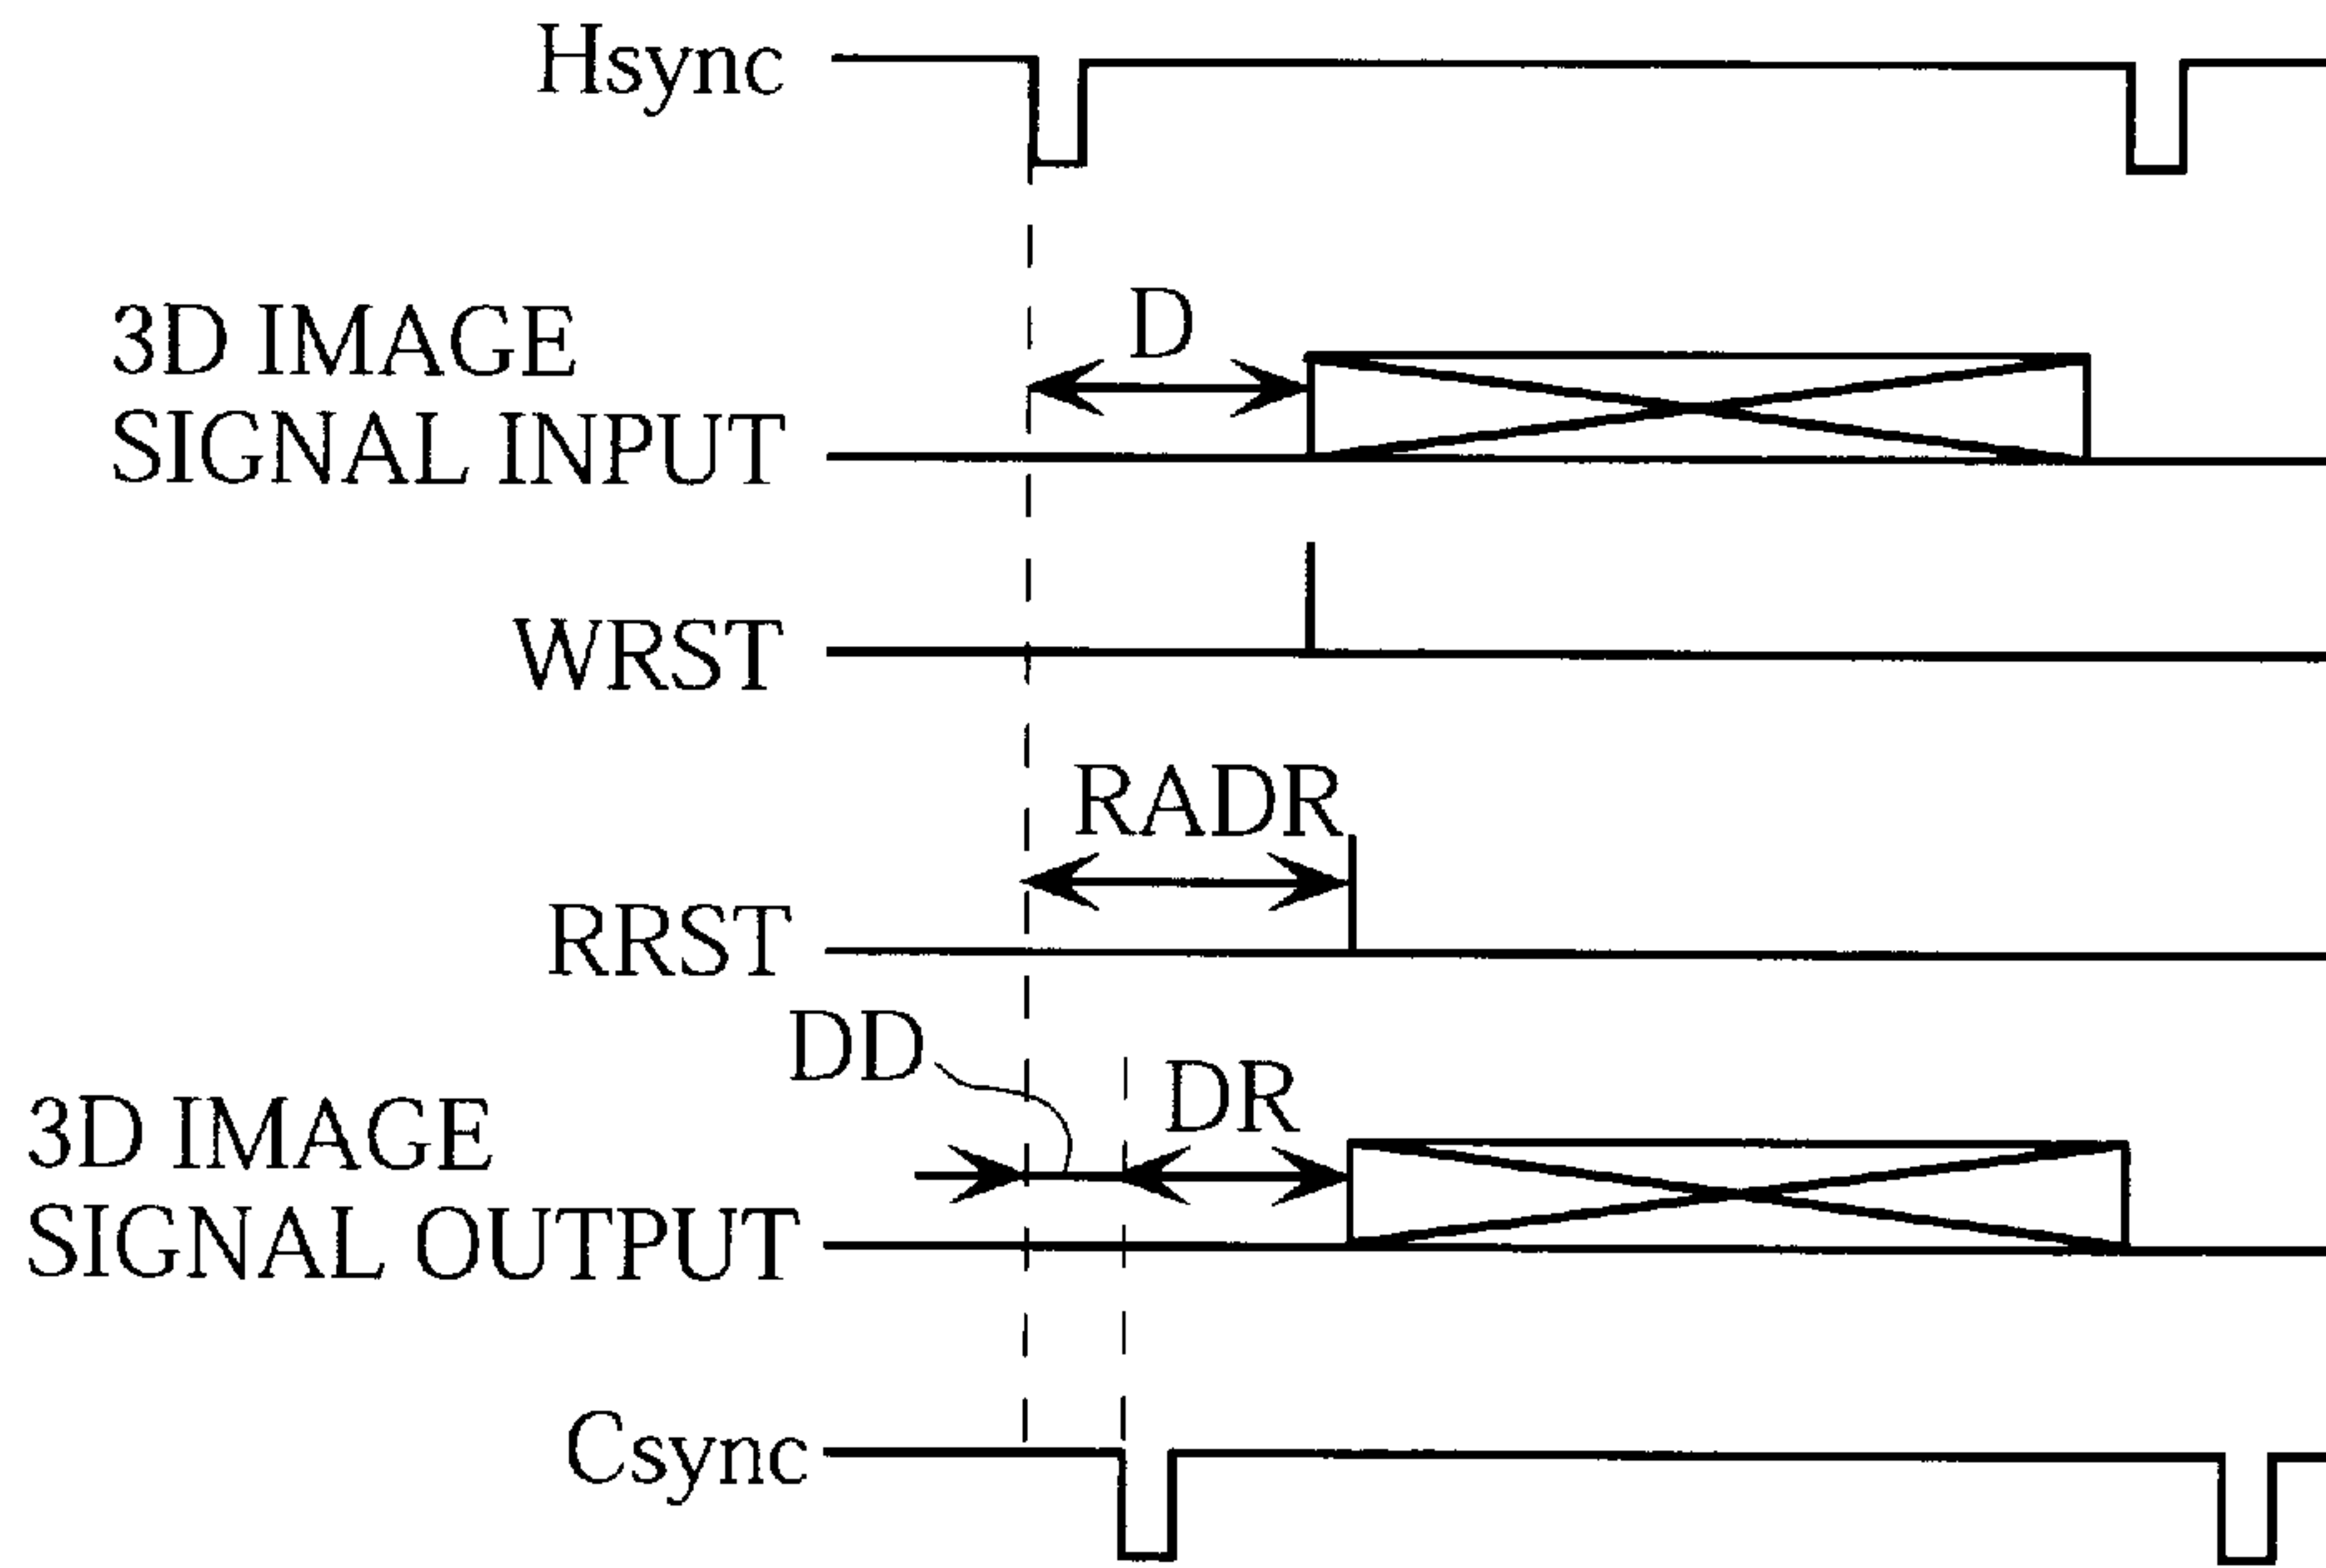 Hsync
D
3D IMAGE
SIGNAL INPUT
WRST
RADR
RRST
DD
DR
3D IMAGE
SIGNAL OUTPUT
Csync